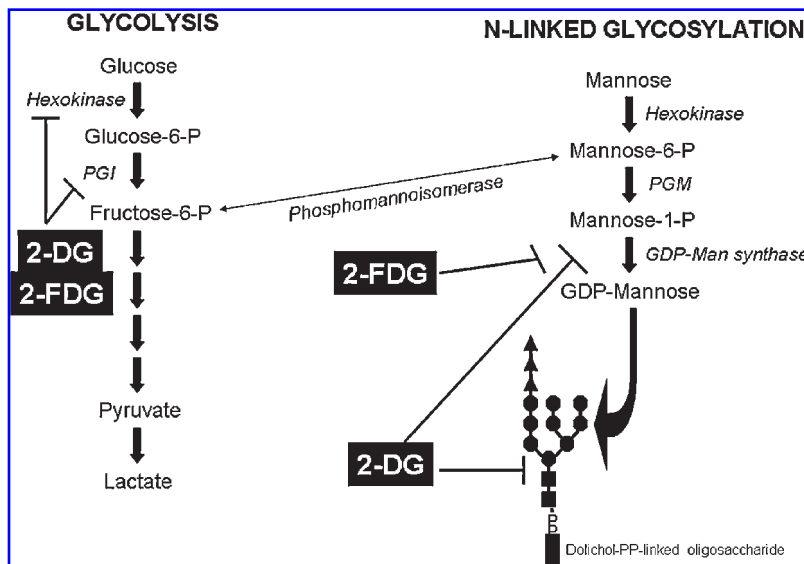 GLYCOLYSIS
Glucose
Hexokinase
Glucose-6-P
PGI
Fructose-6-P
2-DG
2-FDG
Pyruvate
Lactate
Phosphomannoisomerase
N-LINKED GLYCOSYLATION
Mannose
Hexokinase
Mannose-6-P
PGM
Mannose-1-P
GDP-Man synthase
GDP-Mannose
2-FDG
2-DG
P
P
Dolichol-PP-linked oligosaccharide